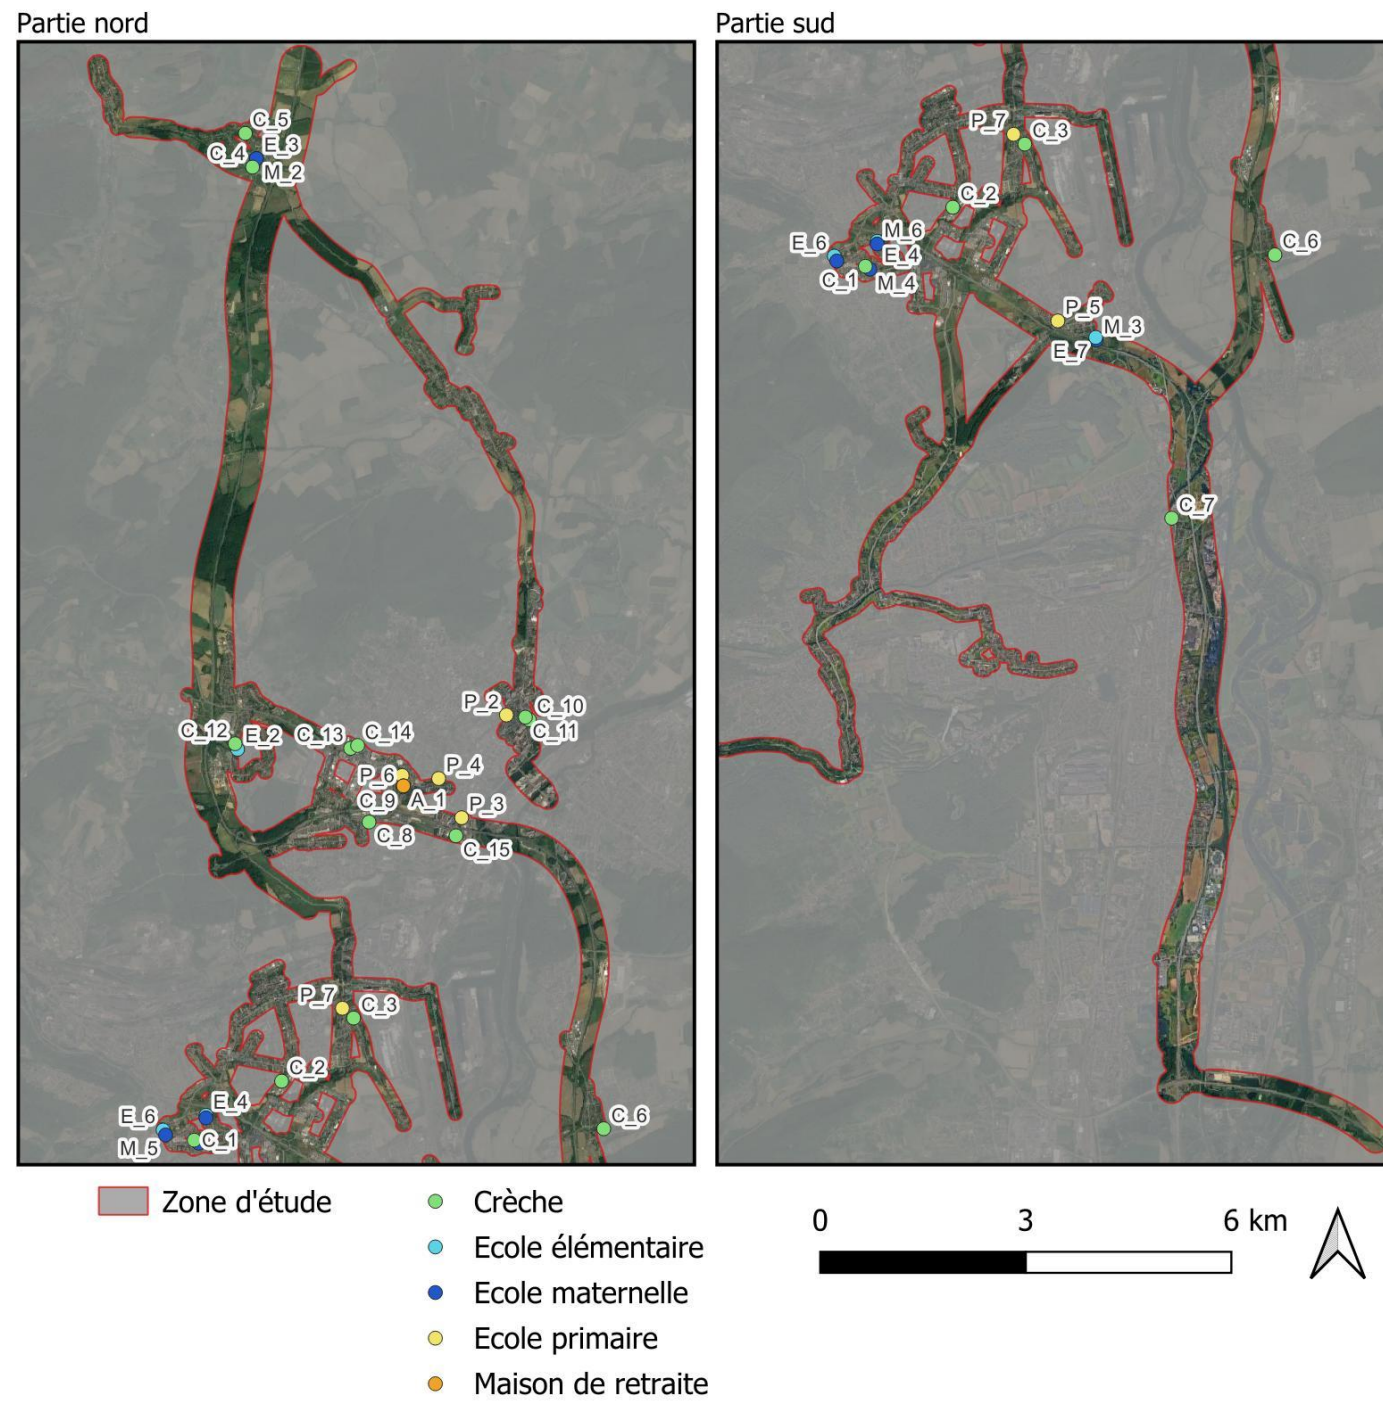 Partie nord
C_5
E_3
C_4
M_2
P_2
C_10
C_11
C_12
E_2
C_13
C_14
P_6
P_4
C_9
A_1
P_3
C_8
C_15
P_7
C_3
C_2
E_4
E_6
C_1
M_5
C_6
Partie sud
P_7
C_3
C_2
M_6
E_6
E_4
C_1
M_4
C_6
P_5
M_3
E_7
C_7
Zone d'étude
Crèche
Ecole élémentaire
Ecole maternelle
Ecole primaire
Maison de retraite
0 3 6 km